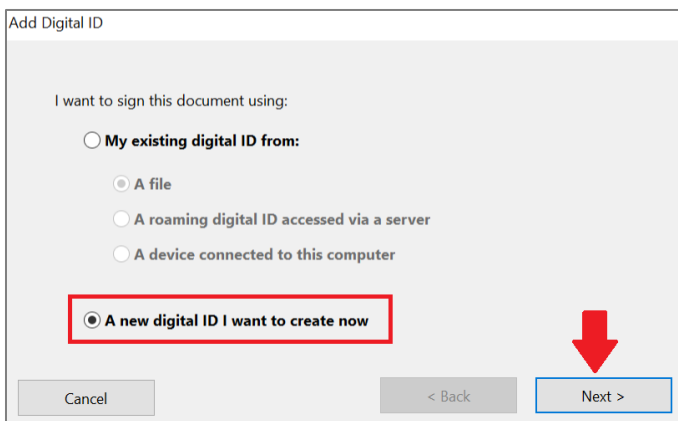 Add Digital ID
I want to sign this document using:
My existing digital ID from:
A file
A roaming digital ID accessed via a server
A device connected to this computer
A new digital ID I want to create now
Cancel
< Back
Next >